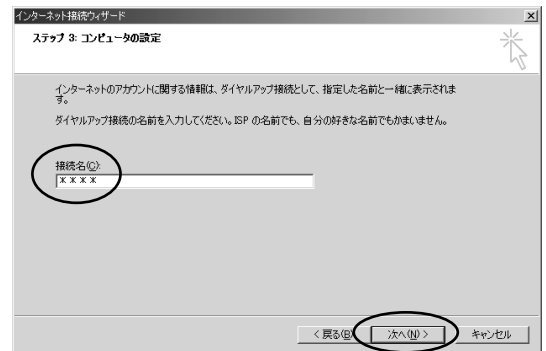 インターネット接続ウィザード
ステップ 3: コンピュータの設定
インターネットのアカウントに関する情報は、ダイヤルアップ接続として、指定した名前と一緒に表示されま
す。
ダイヤルアップ接続の名前を入力してください。ISP の名前でも、自分の好きな名前でもかまいません。
接続名(C):
＊＊＊＊
< 戻る(B)
次へ(N) >
キャンセル